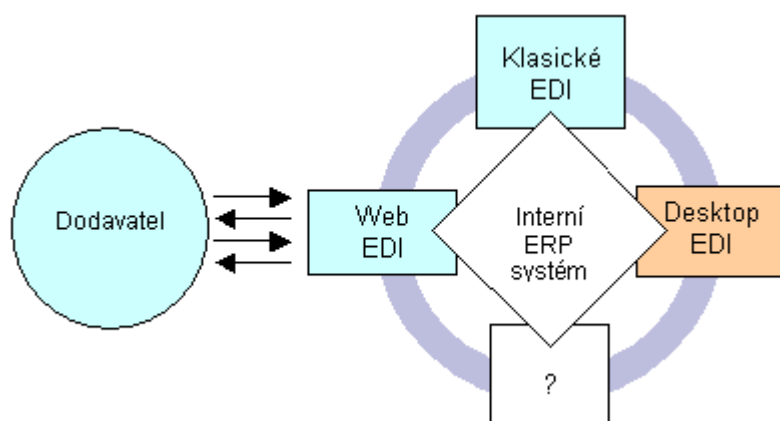 Klasické
EDI
Dodavatel
Web
EDI
Interní
ERP
systém
Desktop
EDI
?